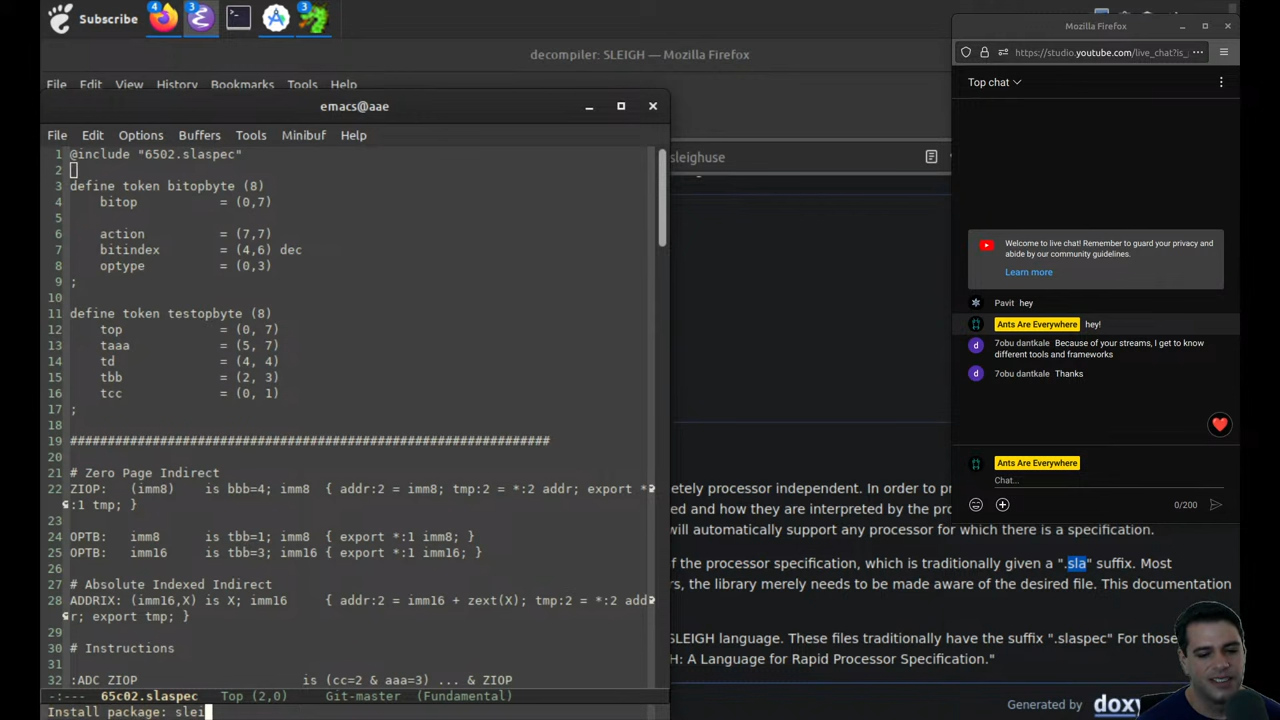 Subscribe
4
3
decompiler: SLEIGH — Mozilla Firefox
File Edit View History Bookmarks Tools Help
emacs@aae
File Edit Options Buffers Tools Minibuf Help
1 @include "6502.slaspec"
2
3 define token bitopbyte (8)
4 bitop = (0,7)
5
6 action = (7,7)
7 bitindex = (4,6) dec
8 optype = (0,3)
9 ;
10
11 define token testopbyte (8)
12 top = (0, 7)
13 taaa = (5, 7)
14 td = (4, 4)
15 tbb = (2, 3)
16 tcc = (0, 1)
17 ;
18
19 ################################################################
20
21 # Zero Page Indirect
22 ZIOP: (imm8) is bbb=4; imm8 { addr:2 = imm8; tmp:2 = *:2 addr; export *
:1 tmp; }
23
24 OPTB: imm8 is tbb=1; imm8 { export *:1 imm8; }
25 OPTB: imm16 is tbb=3; imm16 { export *:1 imm16; }
26
27 # Absolute Indexed Indirect
28 ADDRIX: (imm16,X) is X; imm16 { addr:2 = imm16 + zext(X); tmp:2 = *:2 add
r; export tmp; }
29
30 # Instructions
31
32 :ADC ZIOP is (cc=2 & aaa=3) ... & ZIOP
-:--- 65c02.slaspec Top (2,0) Git-master (Fundamental)
Install package: slei
sleighuse
etely processor independent. In order to pr
ed and how they are interpreted by the pro
will automatically support any processor for which there is a specification.
of the processor specification, which is traditionally given a ".sla" suffix. Most
rs, the library merely needs to be made aware of the desired file. This documentation
SLEIGH language. These files traditionally have the suffix ".slaspec" For those
H: A Language for Rapid Processor Specification."
Generated by doxy
Mozilla Firefox
https://studio.youtube.com/live_chat?is_
Top chat
Welcome to live chat! Remember to guard your privacy and
abide by our community guidelines.
Learn more
Pavit hey
Ants Are Everywhere hey!
d 7obu dantkale Because of your streams, I get to know
different tools and frameworks
d 7obu dantkale Thanks
Ants Are Everywhere
Chat...
0/200